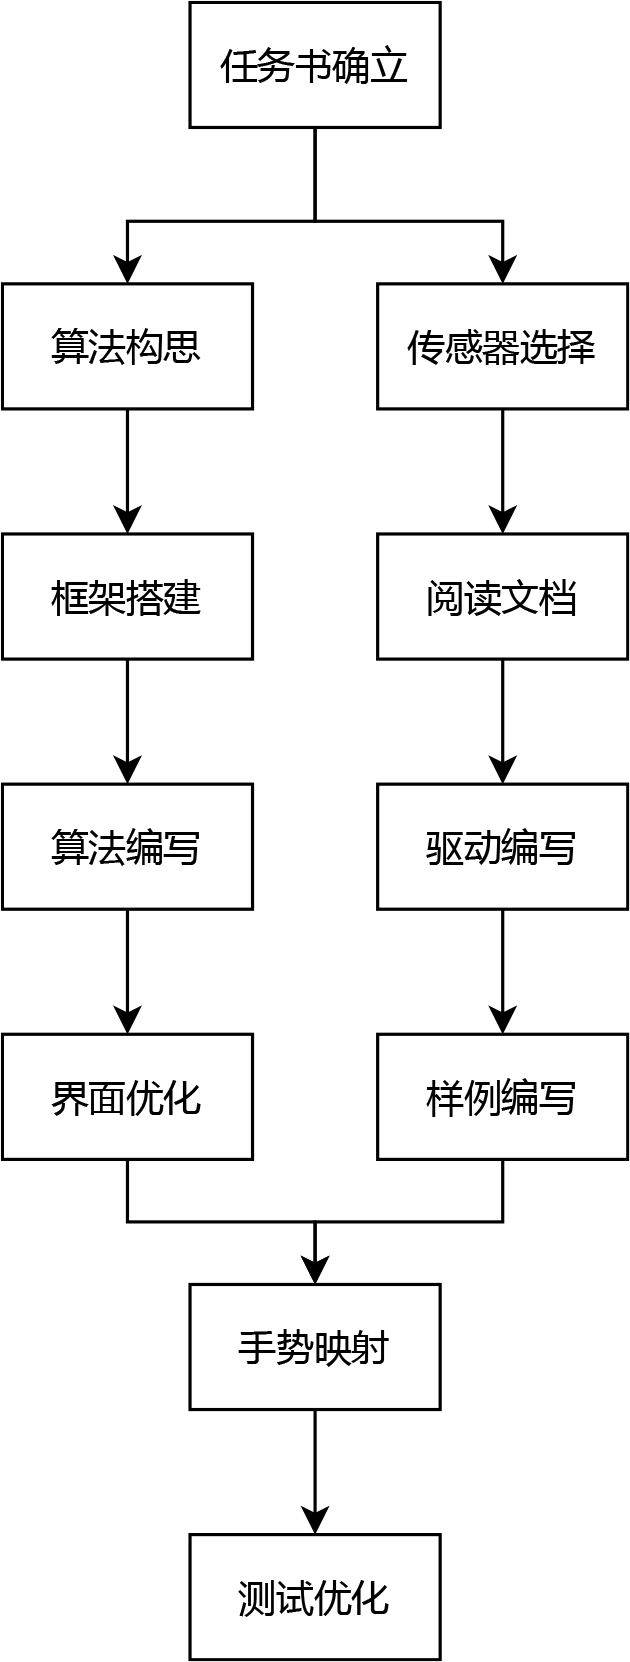 任务书确立
算法构思
传感器选择
框架搭建
阅读文档
算法编写
驱动编写
界面优化
样例编写
手势映射
测试优化